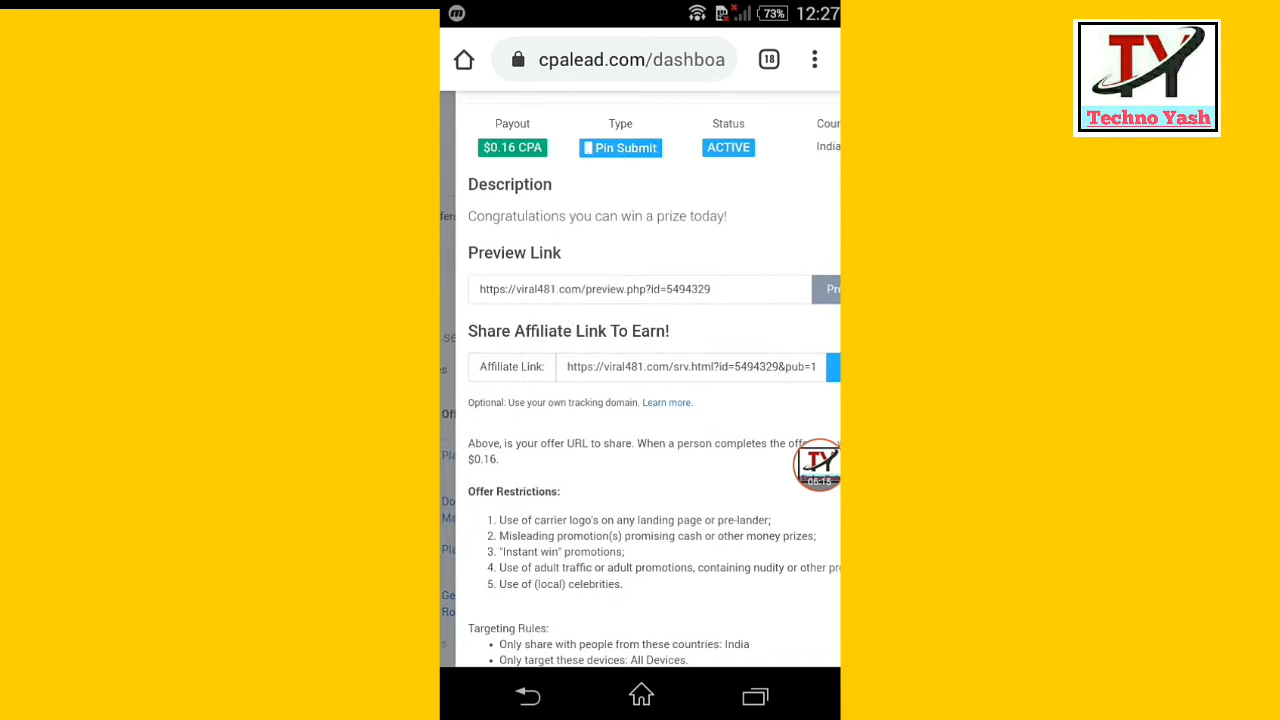 12:27
73%
cpalead.com/dashboa
18
TY
Techno Yash
Payout
Type
Status
Coun
$0.16 CPA
Pin Submit
ACTIVE
India
Description
Congratulations you can win a prize today!
Preview Link
https://viral481.com/preview.php?id=5494329
Pre
Share Affiliate Link To Earn!
Affiliate Link:
https://viral481.com/srv.html?id=5494329&pub=1
Optional: Use your own tracking domain. Learn more.
Above, is your offer URL to share. When a person completes the offe
$0.16.
TY
06:15
Offer Restrictions:
1. Use of carrier logo's on any landing page or pre-lander;
2. Misleading promotion(s) promising cash or other money prizes;
3. "Instant win" promotions;
4. Use of adult traffic or adult promotions, containing nudity or other pr
5. Use of (local) celebrities.
Targeting Rules:
• Only share with people from these countries: India
• Only target these devices: All Devices.